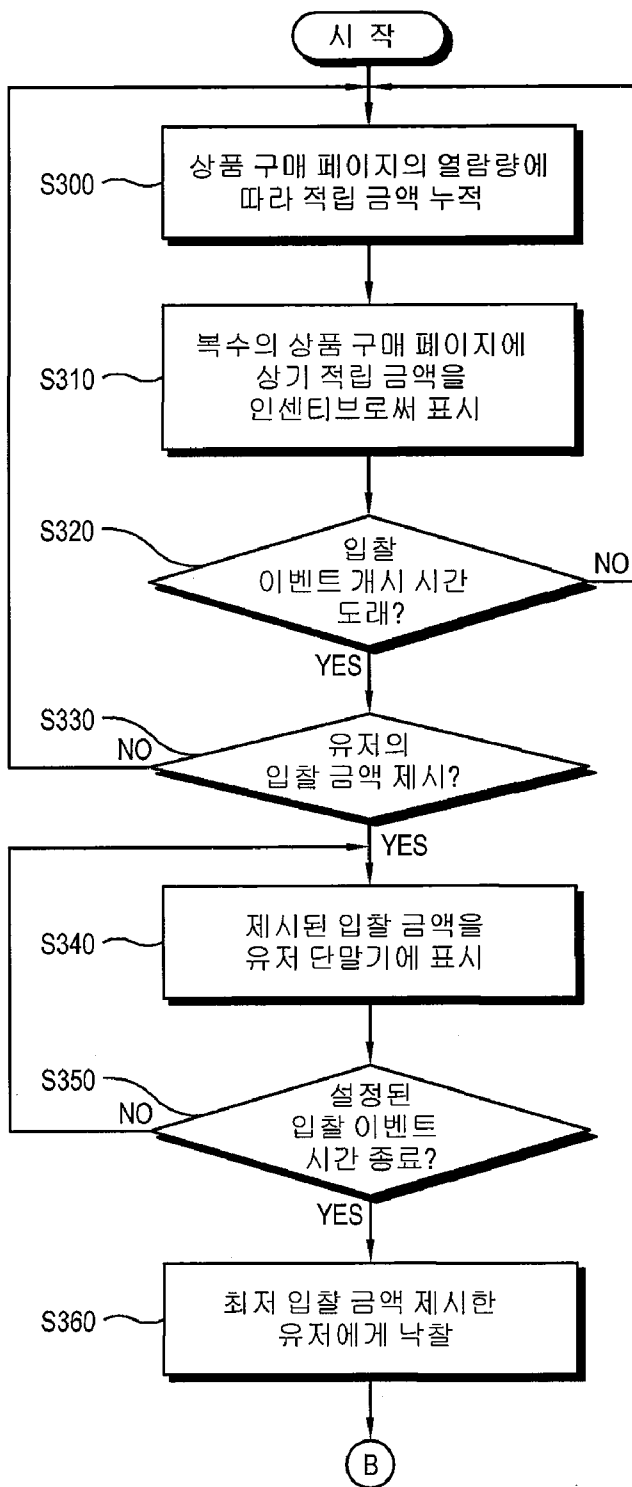 시 작
S300
상품 구매 페이지의 열람량에
따라 적립 금액 누적
S310
복수의 상품 구매 페이지에
상기 적립 금액을
인센티브로써 표시
S320
입찰
이벤트 개시 시간
도래?
NO
YES
S330
유저의
입찰 금액 제시?
NO
YES
S340
제시된 입찰 금액을
유저 단말기에 표시
S350
설정된
입찰 이벤트
시간 종료?
NO
YES
S360
최저 입찰 금액 제시한
유저에게 낙찰
B